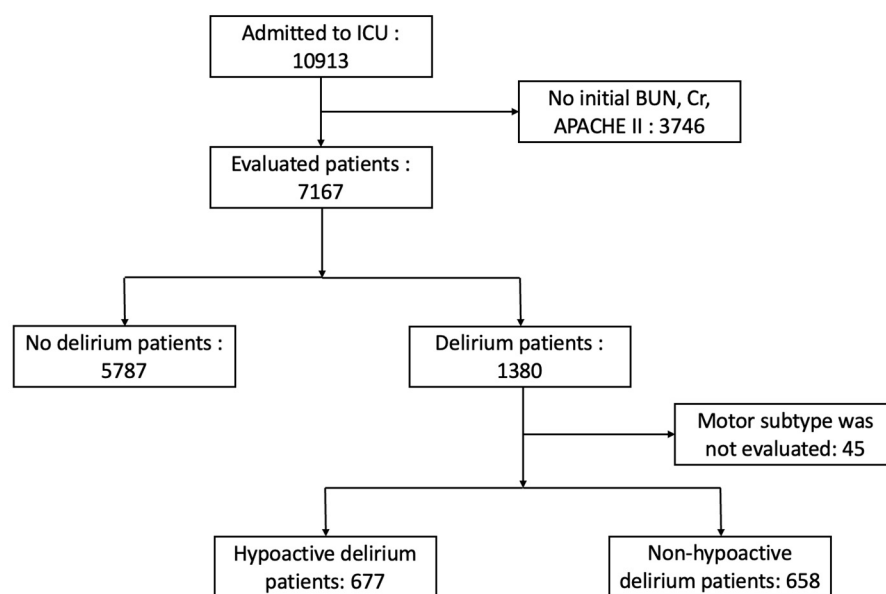 Admitted to ICU :
10913
No initial BUN, Cr,
APACHE II : 3746
Evaluated patients :
7167
No delirium patients :
5787
Delirium patients :
1380
Motor subtype was
not evaluated: 45
Hypoactive delirium
patients: 677
Non-hypoactive
delirium patients: 658